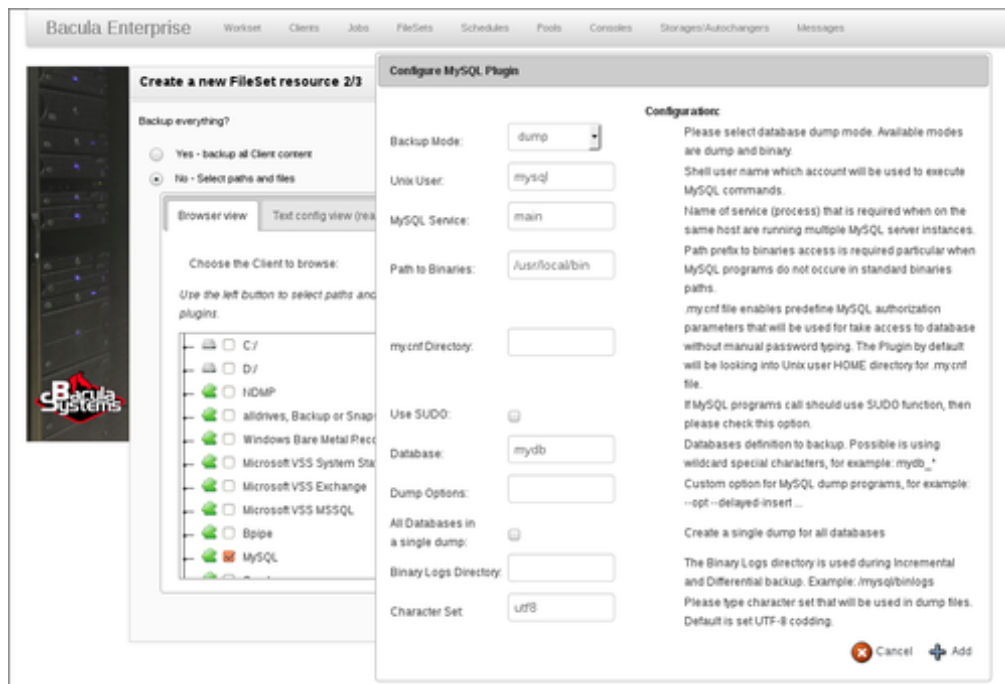 Bacula Enterprise Workset Clients Jobs FileSets Schedules Pools Consoles Storages/Autochangers Messages
Create a new FileSet resource 2/3
Backup everything?
Yes - backup all Client content
No - Select paths and files
Browser view Text config view (rea
Choose the Client to browse:
Use the left button to select paths and
plugins.
C:/
D:/
NDMP
alldrives, Backup or Snap
Windows Bare Metal Reco
Microsoft VSS System Sta
Microsoft VSS Exchange
Microsoft VSS MSSQL
Bpipe
MySQL
Bacula
Systems
Configure MySQL Plugin
Configuration:
Backup Mode: dump
Please select database dump mode. Available modes
are dump and binary.
Unix User: mysql
Shell user name which account will be used to execute
MySQL commands.
MySQL Service: main
Name of service (process) that is required when on the
same host are running multiple MySQL server instances.
Path to Binaries: /usr/local/bin
Path prefix to binaries access is required particular when
MySQL programs do not occure in standard binaries
paths.
my.cnf Directory:
.my.cnf file enables predefine MySQL authorization
parameters that will be used for take access to database
without manual password typing. The Plugin by default
will be looking into Unix user HOME directory for .my.cnf
file.
Use SUDO:
If MySQL programs call should use SUDO function, then
please check this option.
Database: mydb
Databases definition to backup. Possible is using
wildcard special characters, for example: mydb_*
Dump Options:
Custom option for MySQL dump programs, for example:
--opt --delayed-insert ...
All Databases in
a single dump:
Create a single dump for all databases
Binary Logs Directory:
The Binary Logs directory is used during Incremental
and Differential backup. Example: /mysql/binlogs
Character Set: utf8
Please type character set that will be used in dump files.
Default is set UTF-8 codding.
Cancel Add